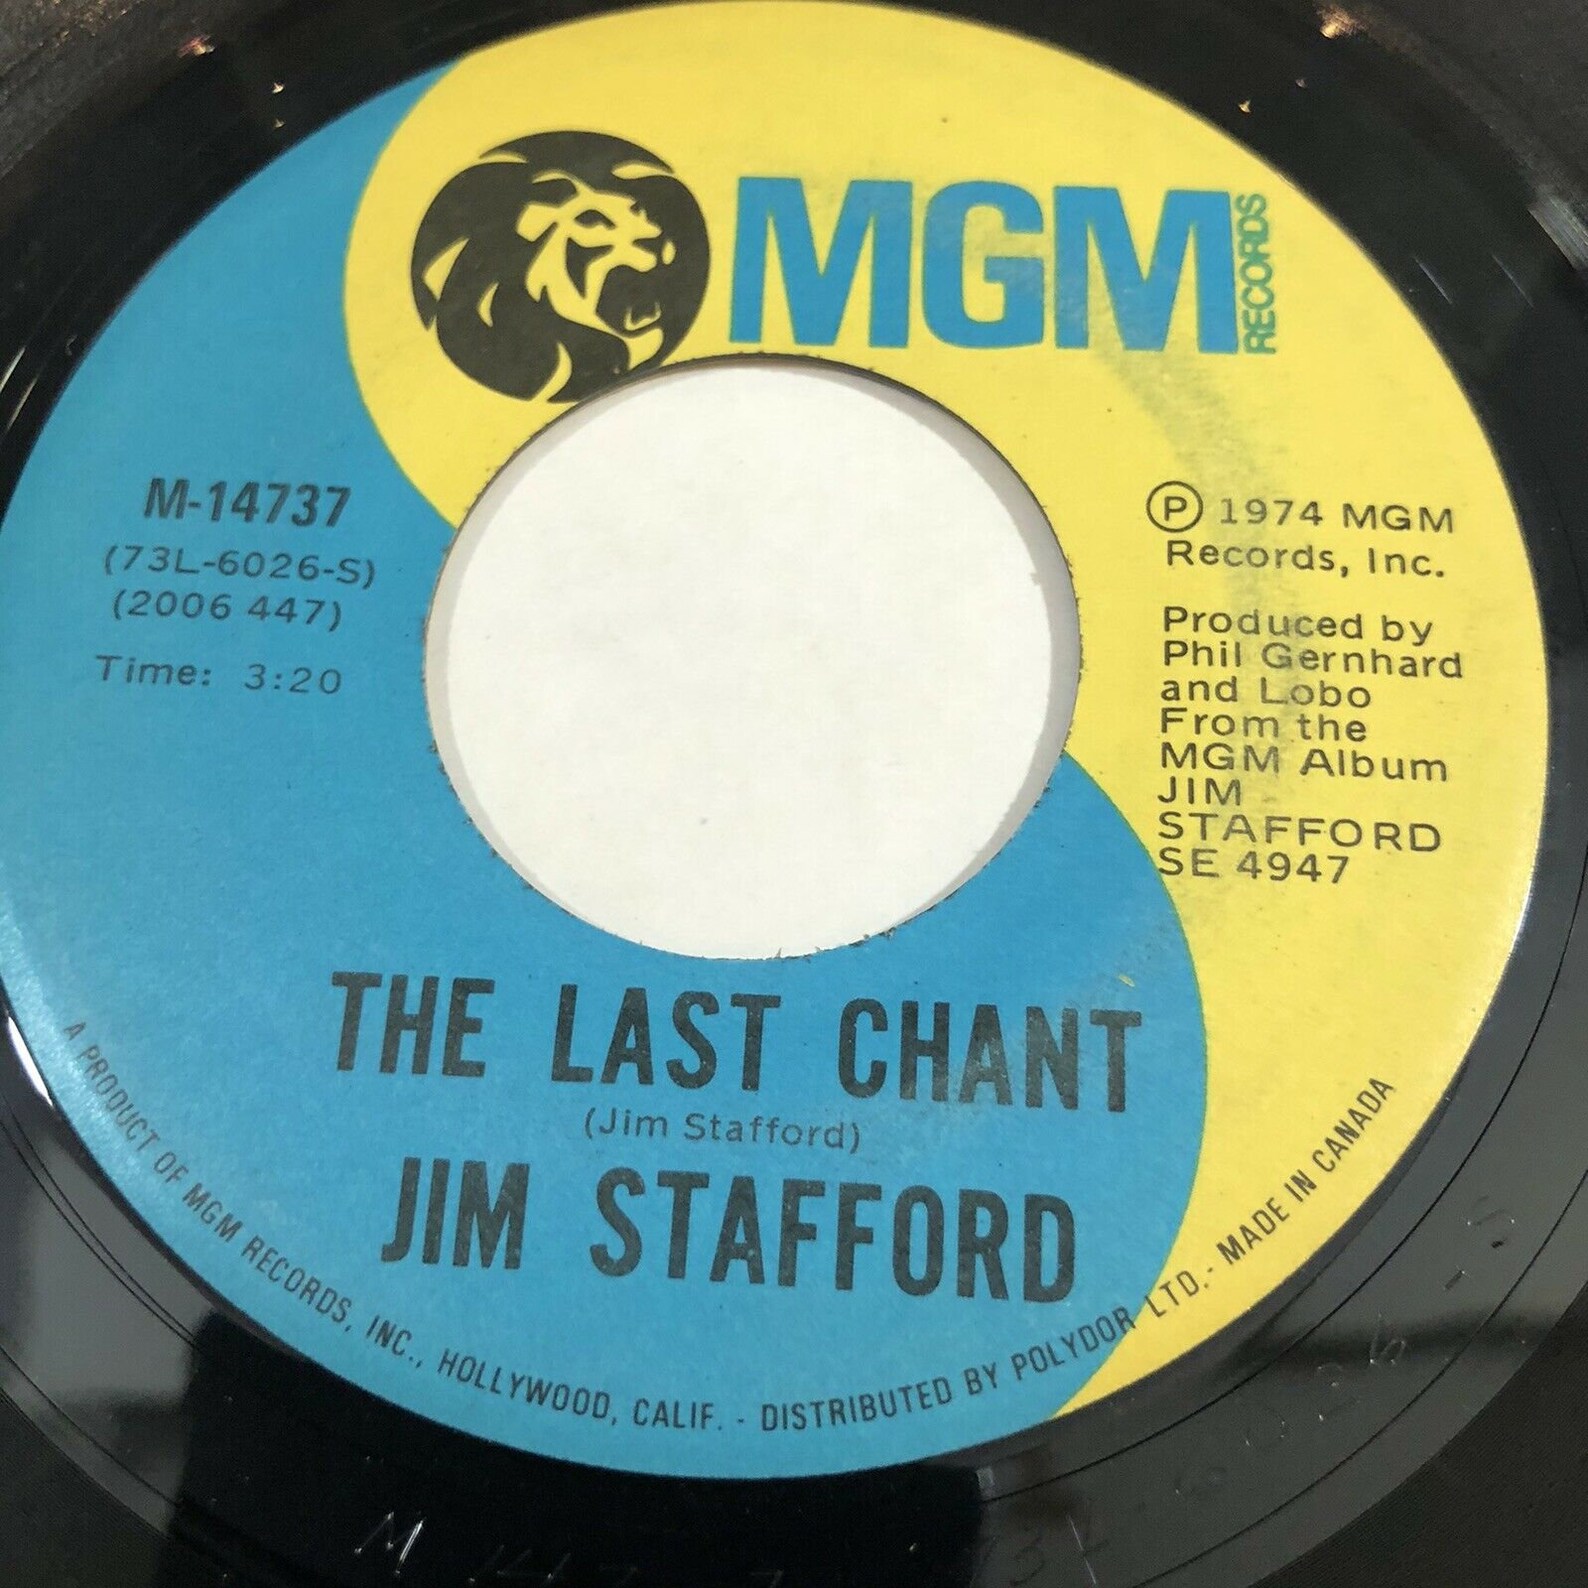 MGM
RECORDS
M-14737
(73L-6026-S)
(2006 447)
Time: 3:20
Ⓟ 1974 MGM
Records, Inc.
Produced by
Phil Gernhard
and Lobo
From the
MGM Album
JIM
STAFFORD
SE 4947
THE LAST CHANT
(Jim Stafford)
JIM STAFFORD
A PRODUCT OF MGM RECORDS, INC., HOLLYWOOD, CALIF. - DISTRIBUTED BY POLYDOR LTD. - MADE IN CANADA